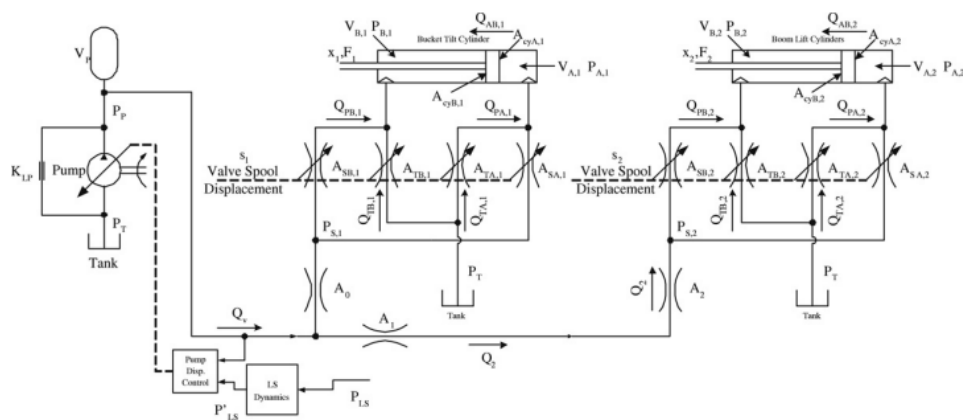 V_P
P_P
K_LP
Pump
P_T
Tank
V_B,1 P_B,1
Q_AB,1
A_cyA,1
Bucket Tilt Cylinder
x_1,F_1
V_A,1 P_A,1
A_cyB,1
Q_PB,1
Q_PA,1
s_1
Valve Spool
Displacement
A_SB,1
A_TB,1
A_TA,1
A_SA,1
Q_TB,1
Q_TA,1
P_S,1
P_T
Tank
A_0
V_B,2 P_B,2
Q_AB,2
A_cyA,2
Boom Lift Cylinders
x_2,F_2
V_A,2 P_A,2
A_cyB,2
Q_PB,2
Q_PA,2
s_2
Valve Spool
Displacement
A_SB,2
A_TB,2
A_TA,2
A_SA,2
Q_TB,2
Q_TA,2
P_S,2
P_T
Tank
Q_2
A_2
Q_v
A_1
Q_2
Pump
Disp.
Control
LS
Dynamics
P'_LS
P_LS